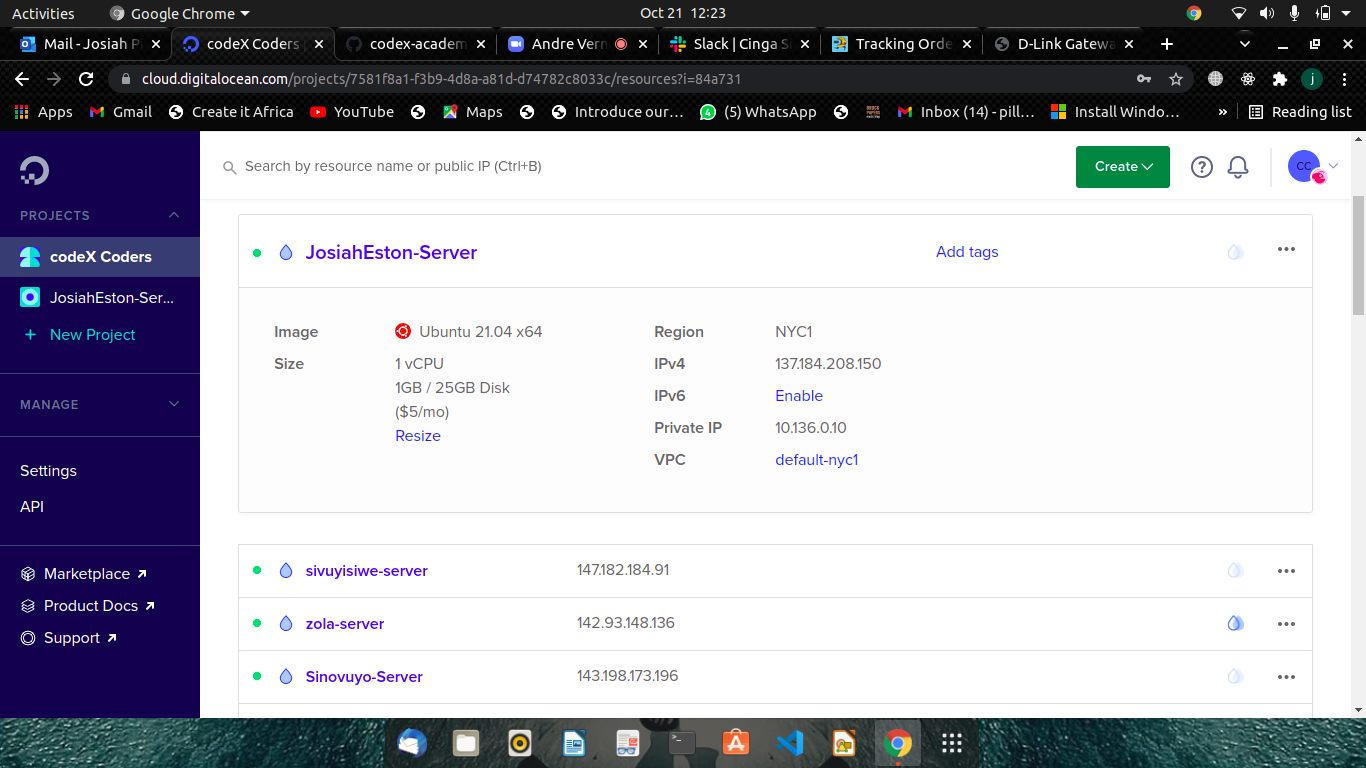 Activities Google Chrome Oct 21 12:23
Mail - Josiah P codeX Coders codex-academ Andre Ver Slack | Cinga S Tracking Orde D-Link Gatewa
cloud.digitalocean.com/projects/7581f8a1-f3b9-4d8a-a81d-d74782c8033c/resources?i=84a731 j
Apps Gmail Create it Africa YouTube Maps Introduce our... 4 (5) WhatsApp Inbox (14) - pill... Install Windo... » Reading list
Search by resource name or public IP (Ctrl+B) Create CC
PROJECTS
codeX Coders
JosiahEston-Ser...
+ New Project
MANAGE
Settings
API
Marketplace
Product Docs
Support
JosiahEston-Server Add tags
Image Ubuntu 21.04 x64 Region NYC1
Size 1 vCPU IPv4 137.184.208.150
1GB / 25GB Disk IPv6 Enable
($5/mo) Private IP 10.136.0.10
Resize VPC default-nyc1
sivuyisiwe-server 147.182.184.91
zola-server 142.93.148.136
Sinovuyo-Server 143.198.173.196